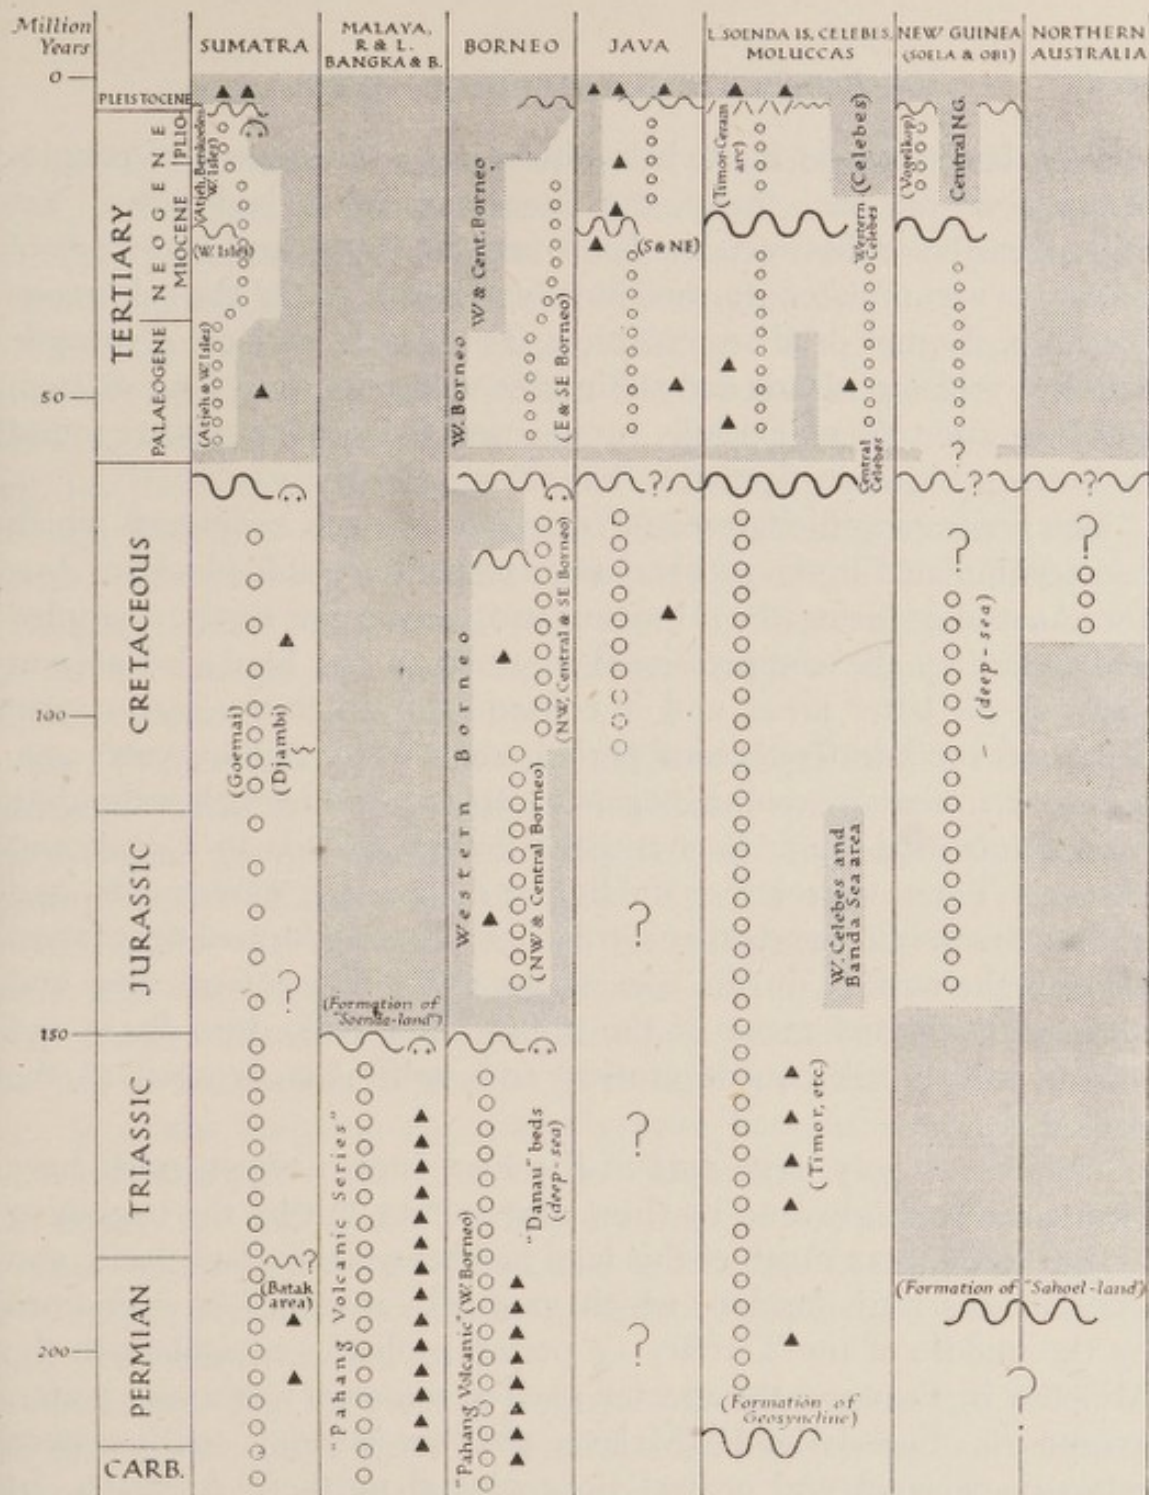 Million
Years
SUMATRA
MALAYA,
R & L.
BANGKA & B.
BORNEO
JAVA
L. SOENDA IS, CELEBES,
MOLUCCAS
NEW GUINEA
(SOELA & OBI)
NORTHERN
AUSTRALIA
0
50
100
150
200
PLEISTOCENE
TERTIARY
NEOGENE
PLIO-
MIOCENE
PALAEOGENE
CRETACEOUS
JURASSIC
TRIASSIC
PERMIAN
CARB.
(Atjeh, Benkoelen
W. Isles)
(W. Isles)
(Atjeh & W. Isles)
(Goemai)
(Djambi)
?
?
(Batak
area)
(Formation of
"Soenda-land")
"Pahang Volcanic Series"
W & Cent. Borneo
W. Borneo
(E & SE Borneo)
(NW, Central & SE Borneo)
Western Borneo
(NW & Central Borneo)
"Danau" beds
(deep-sea)
"Pahang Volcanic" (W. Borneo)
(S & NE)
?
?
?
?
(Timor-Ceram
arc)
(Celebes)
Western
Celebes
Central
Celebes
W. Celebes and
Banda Sea area
(Timor, etc)
(Formation of
Geosyncline)
(Vogelkop)
Central NG.
?
?
?
(deep-sea)
?
?
(Formation of "Sahoel-land)
?